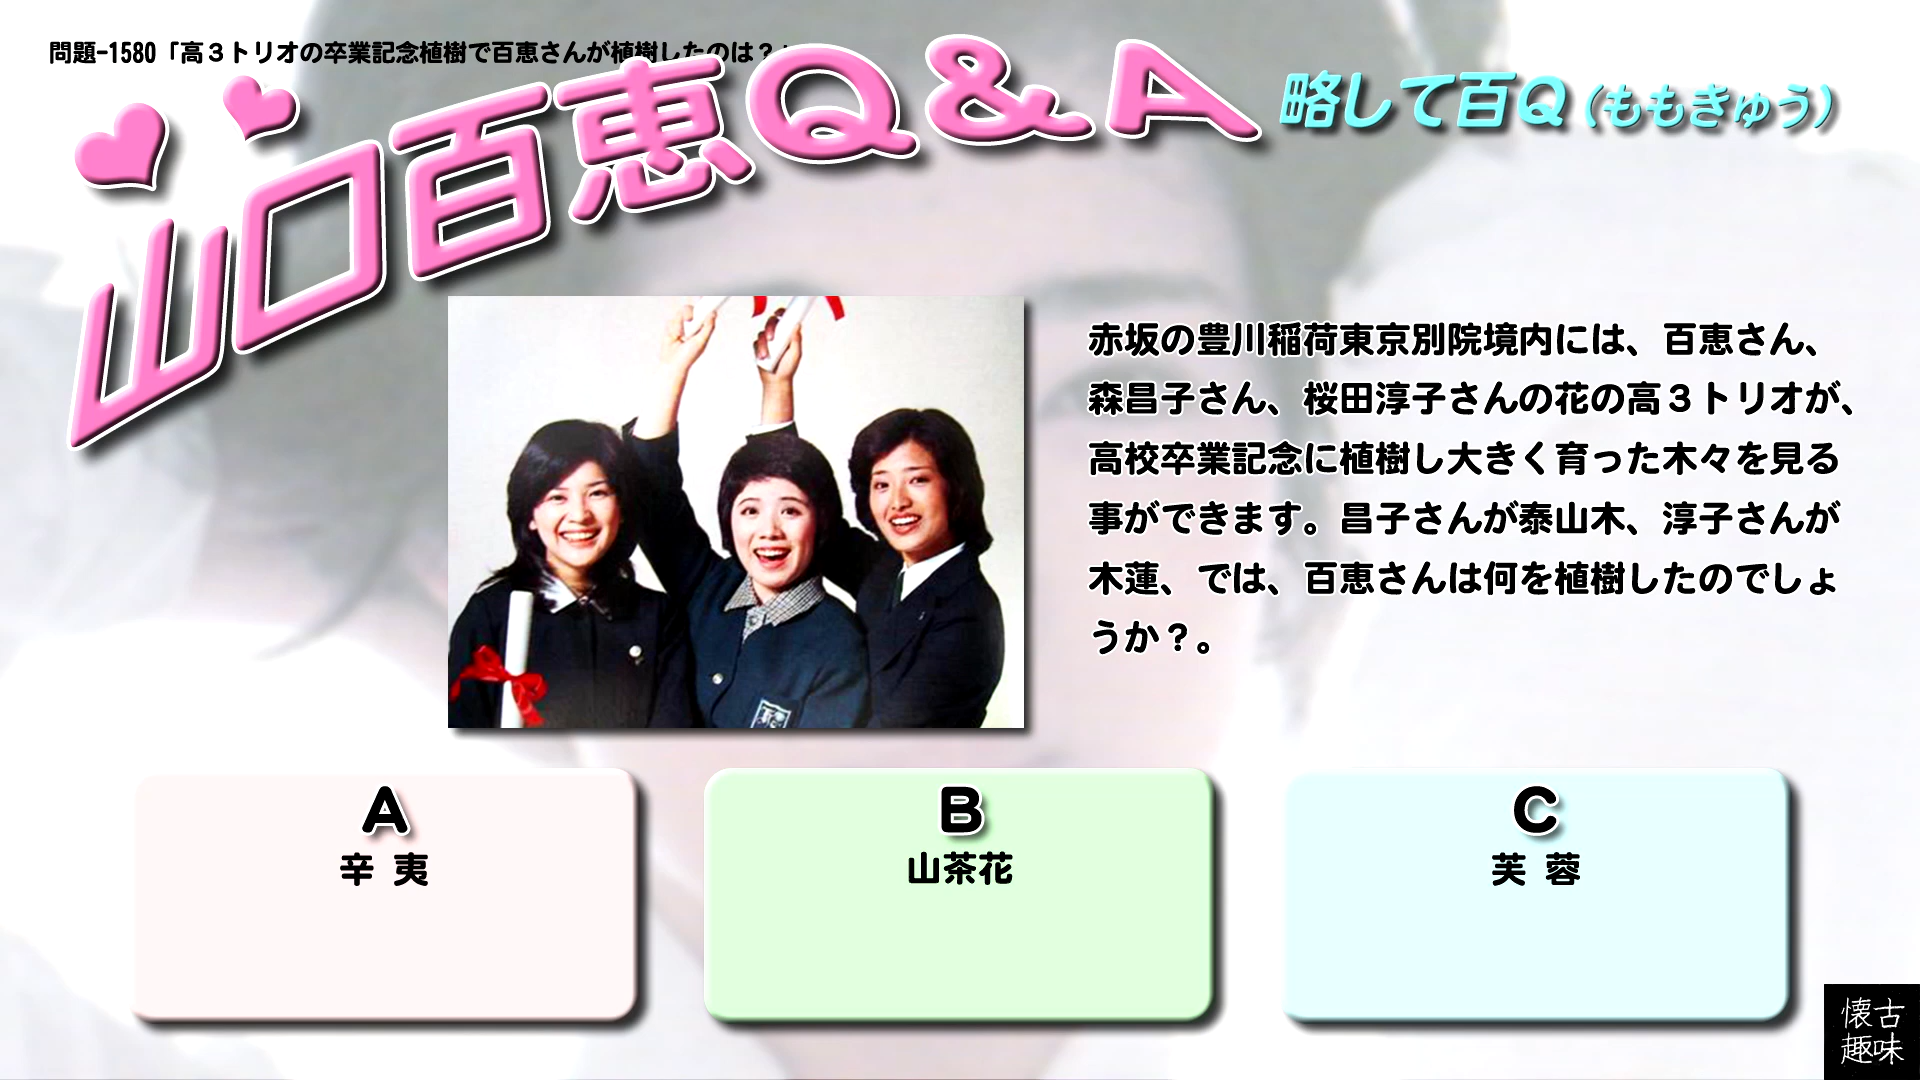 問題-1580「高３トリオの卒業記念植樹で百恵さんが植樹したのは？」
山口百恵Q&A
略して百Q（ももきゅう）
赤坂の豊川稲荷東京別院境内には、百恵さん、
森昌子さん、桜田淳子さんの花の高３トリオが、
高校卒業記念に植樹し大きく育った木々を見る
事ができます。昌子さんが泰山木、淳子さんが
木蓮、では、百恵さんは何を植樹したのでしょ
うか？。
A
辛 夷
B
山茶花
C
芙 蓉
懐古
趣味